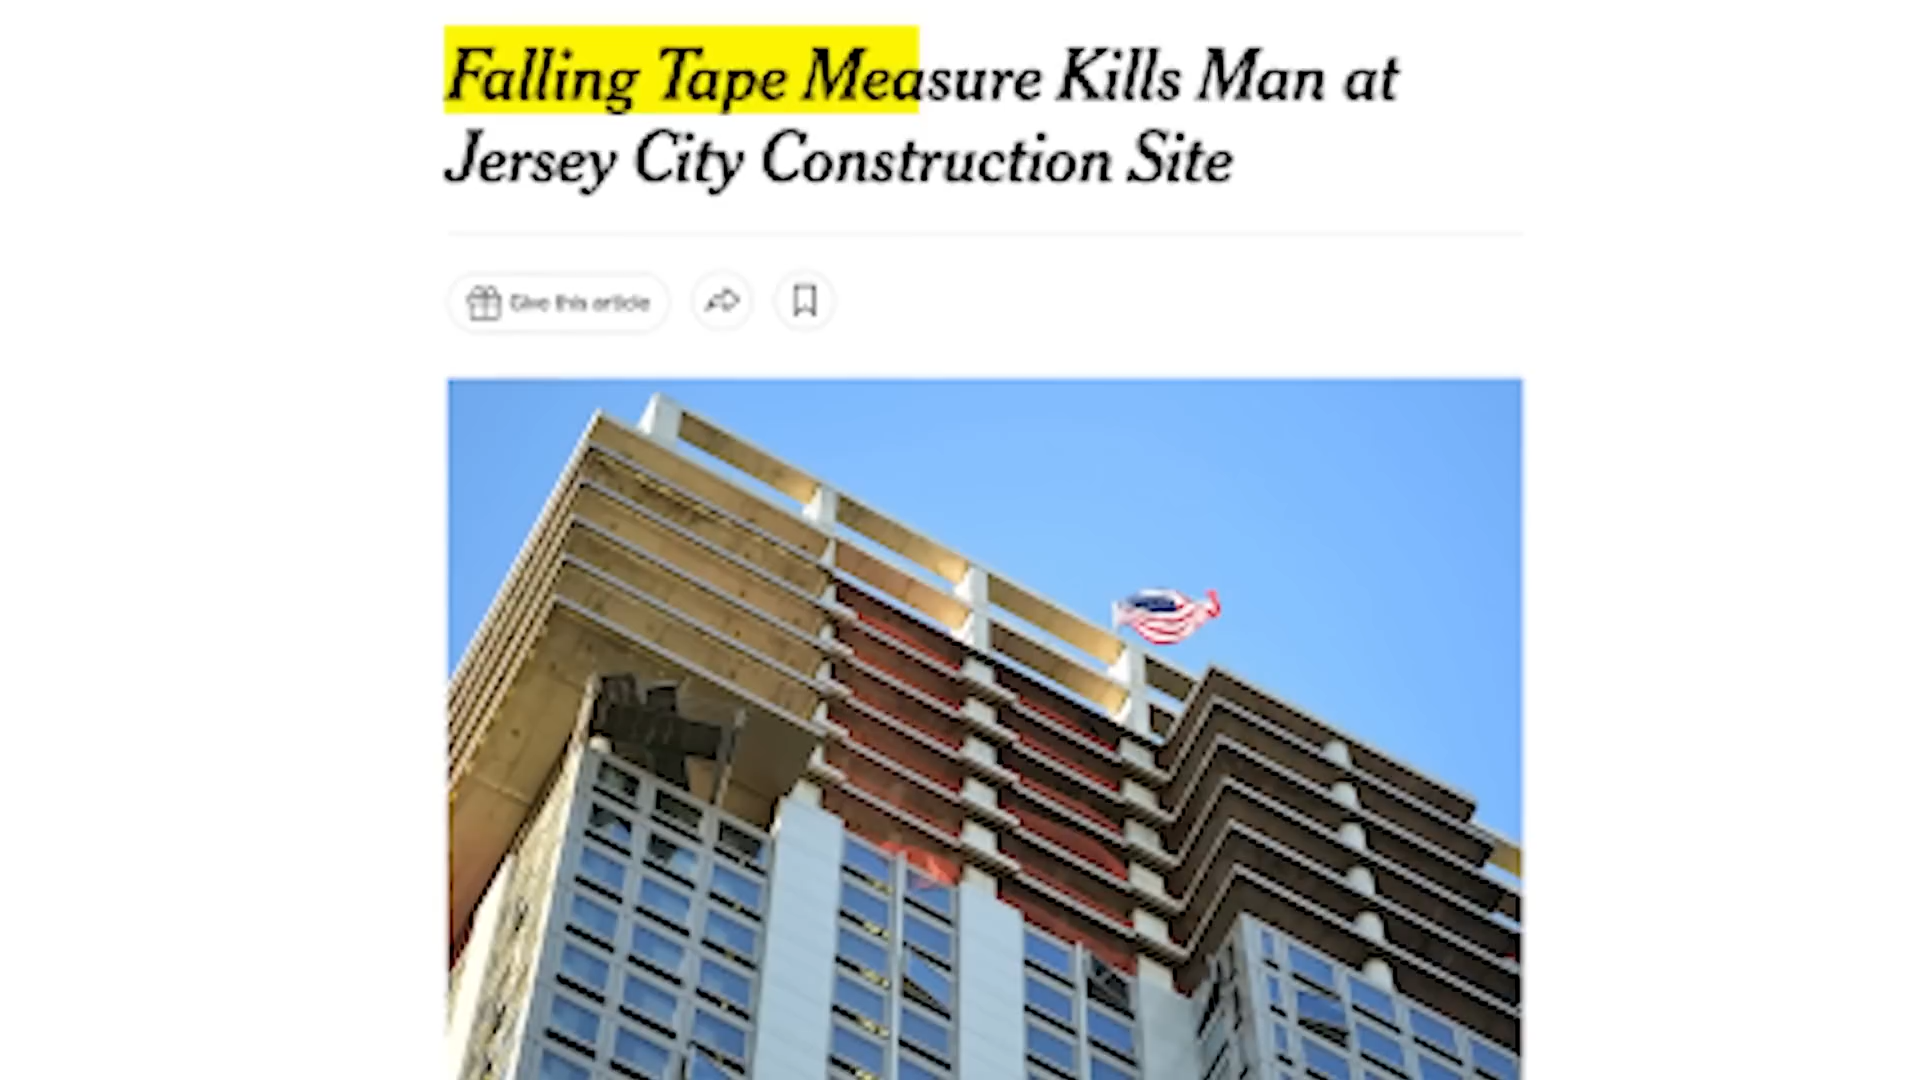 Falling Tape Measure Kills Man at
Jersey City Construction Site
Give this article